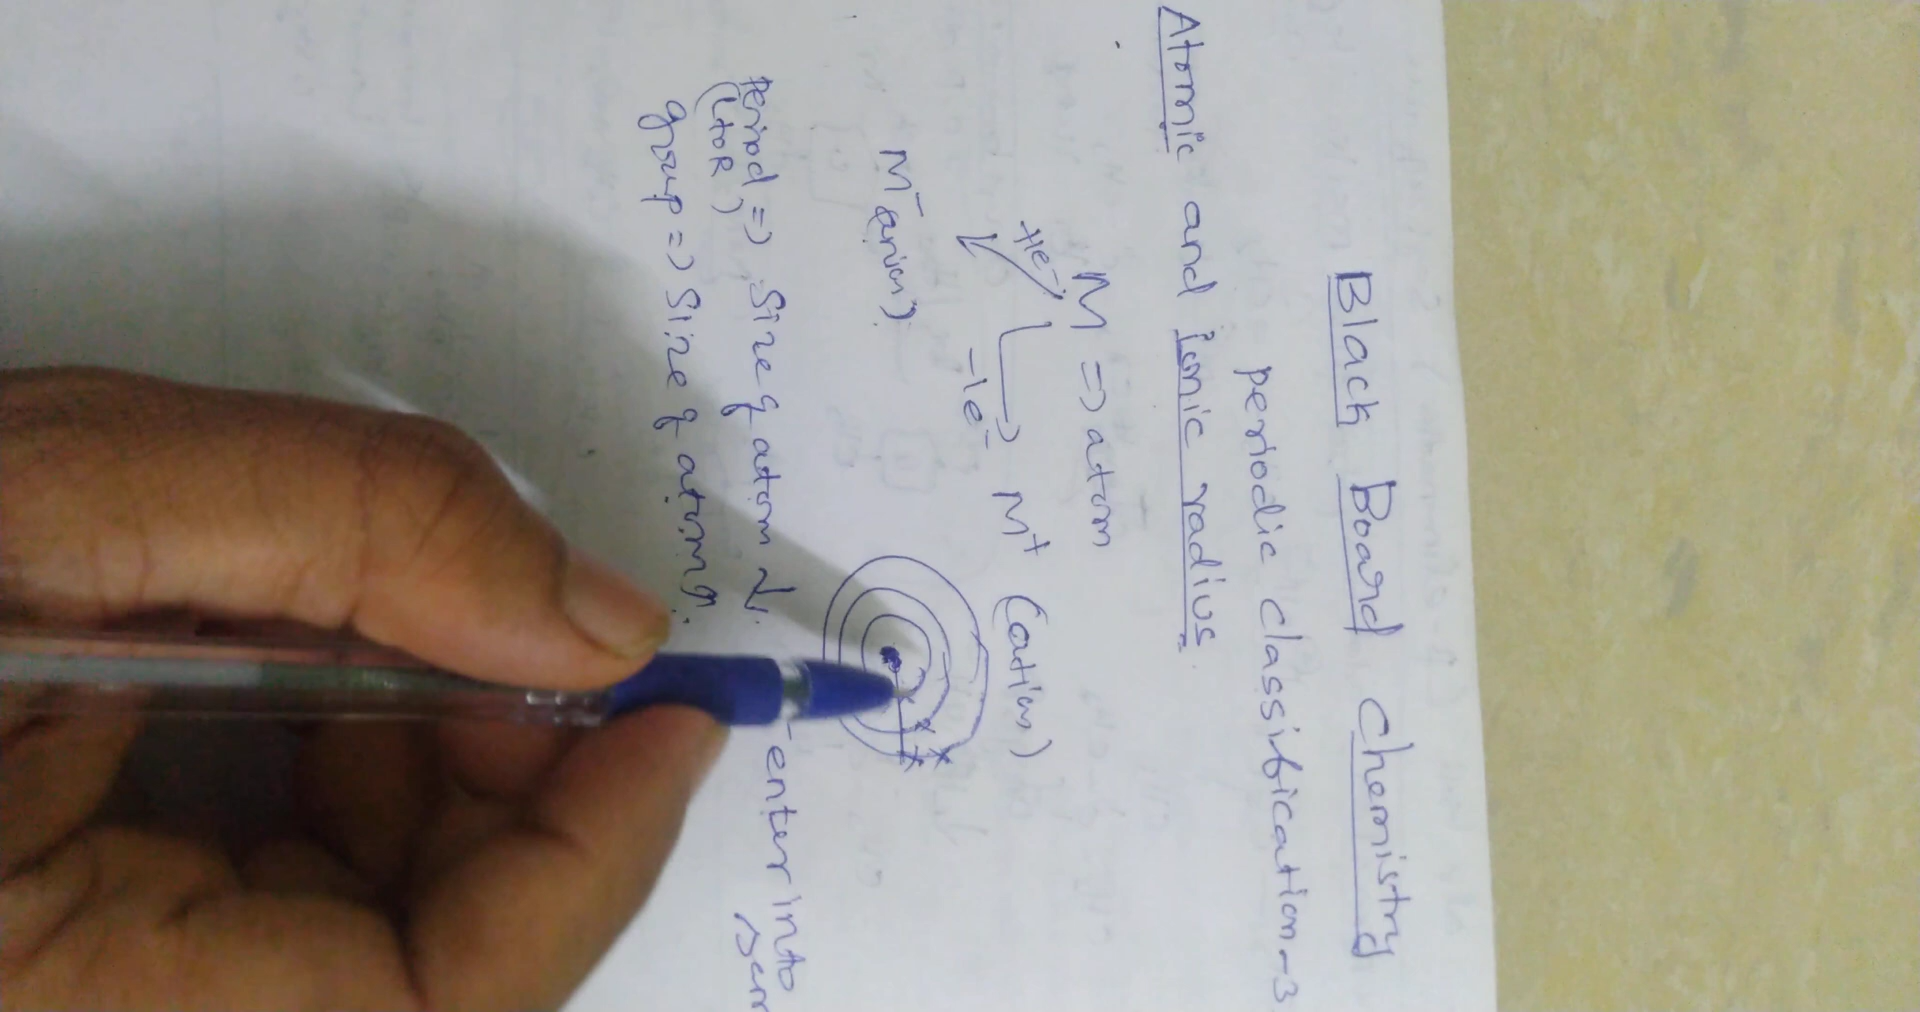 Black Board Chemistry
periodic classification-3
Atomic and Ionic radius.
M => atom
+1e-
-1e-
M+ (cation)
M- (anion)
period => size of atom ↓. e- enter into
(L to R)
group => size of atom ↑.